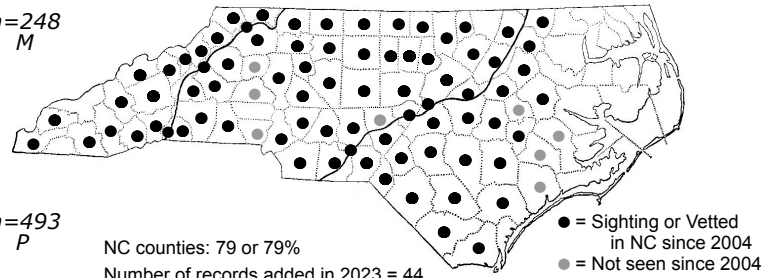 =248
M
=493
P
NC counties: 79 or 79%
Number of records added in 2023 = 44
● = Sighting or Vetted
in NC since 2004
● = Not seen since 2004